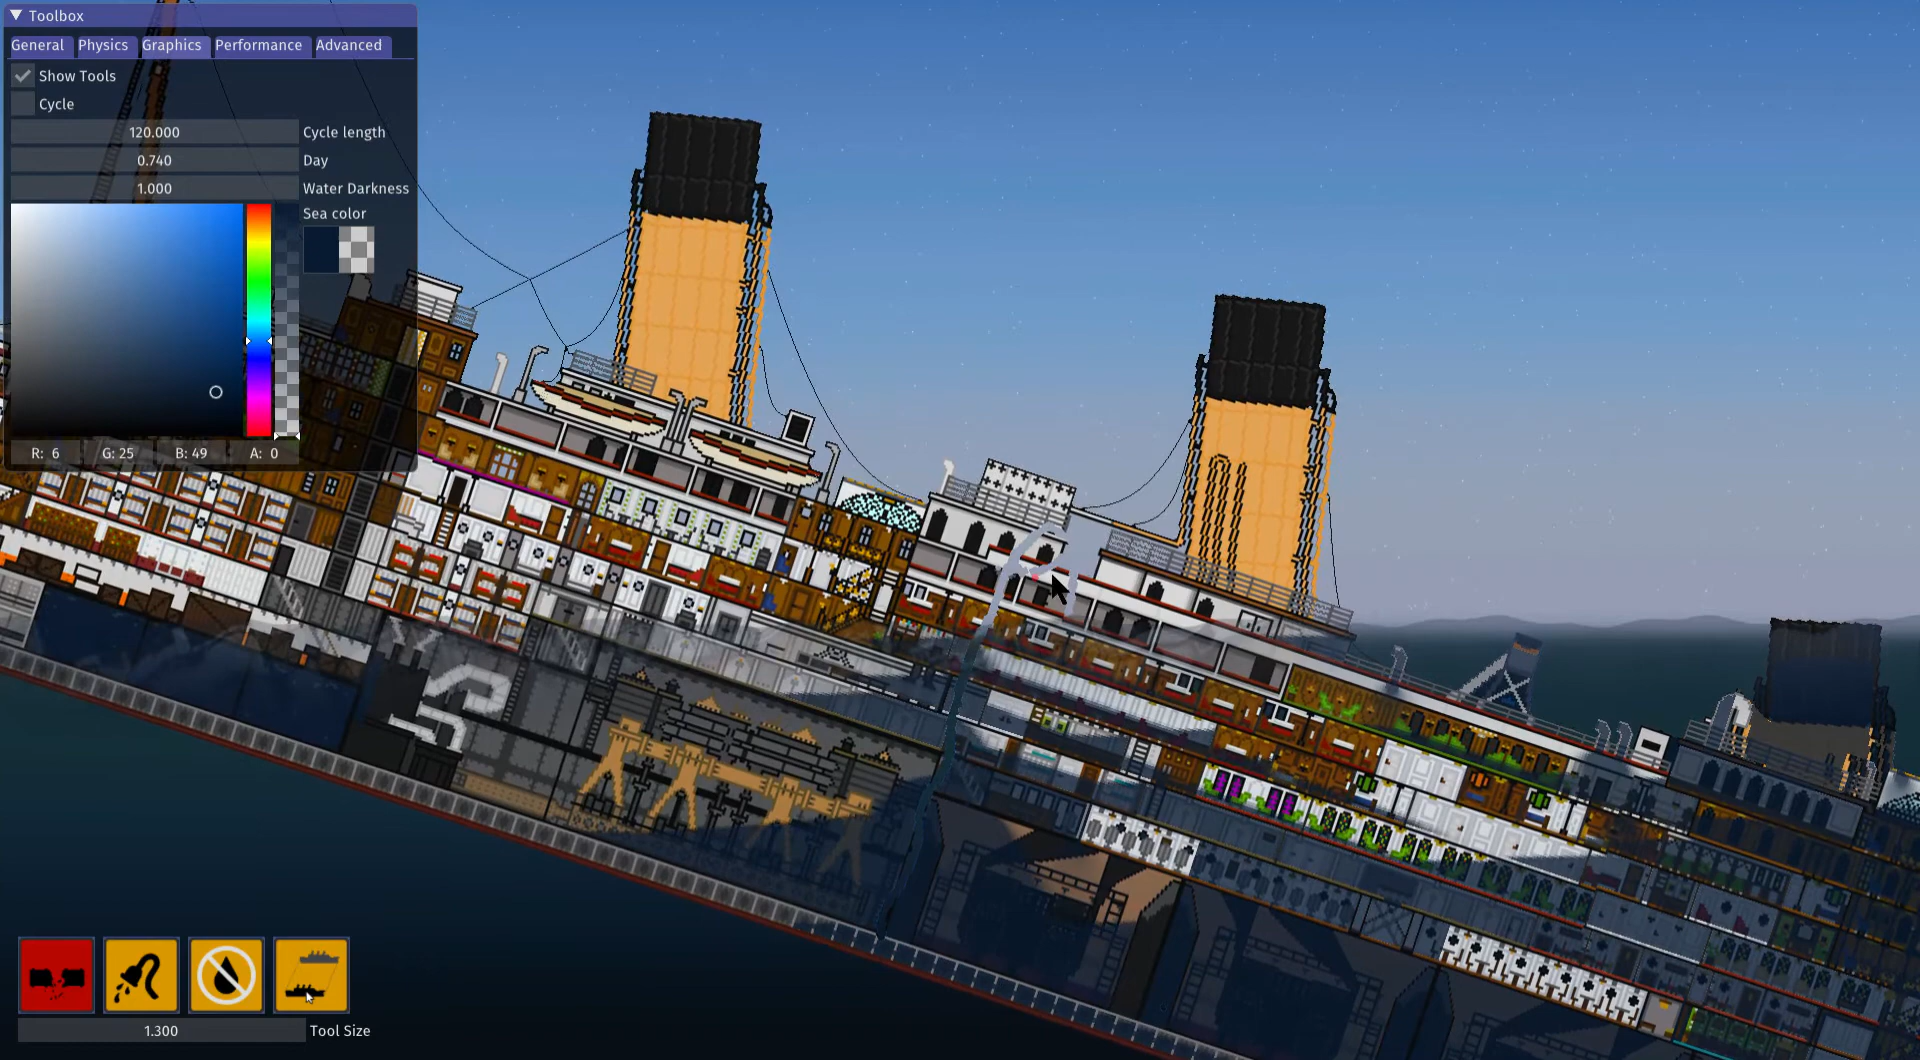 Toolbox
General Physics Graphics Performance Advanced
Show Tools
Cycle
120.000 Cycle length
0.740 Day
1.000 Water Darkness
Sea color
R: 6 G: 25 B: 49 A: 0
1.300 Tool Size